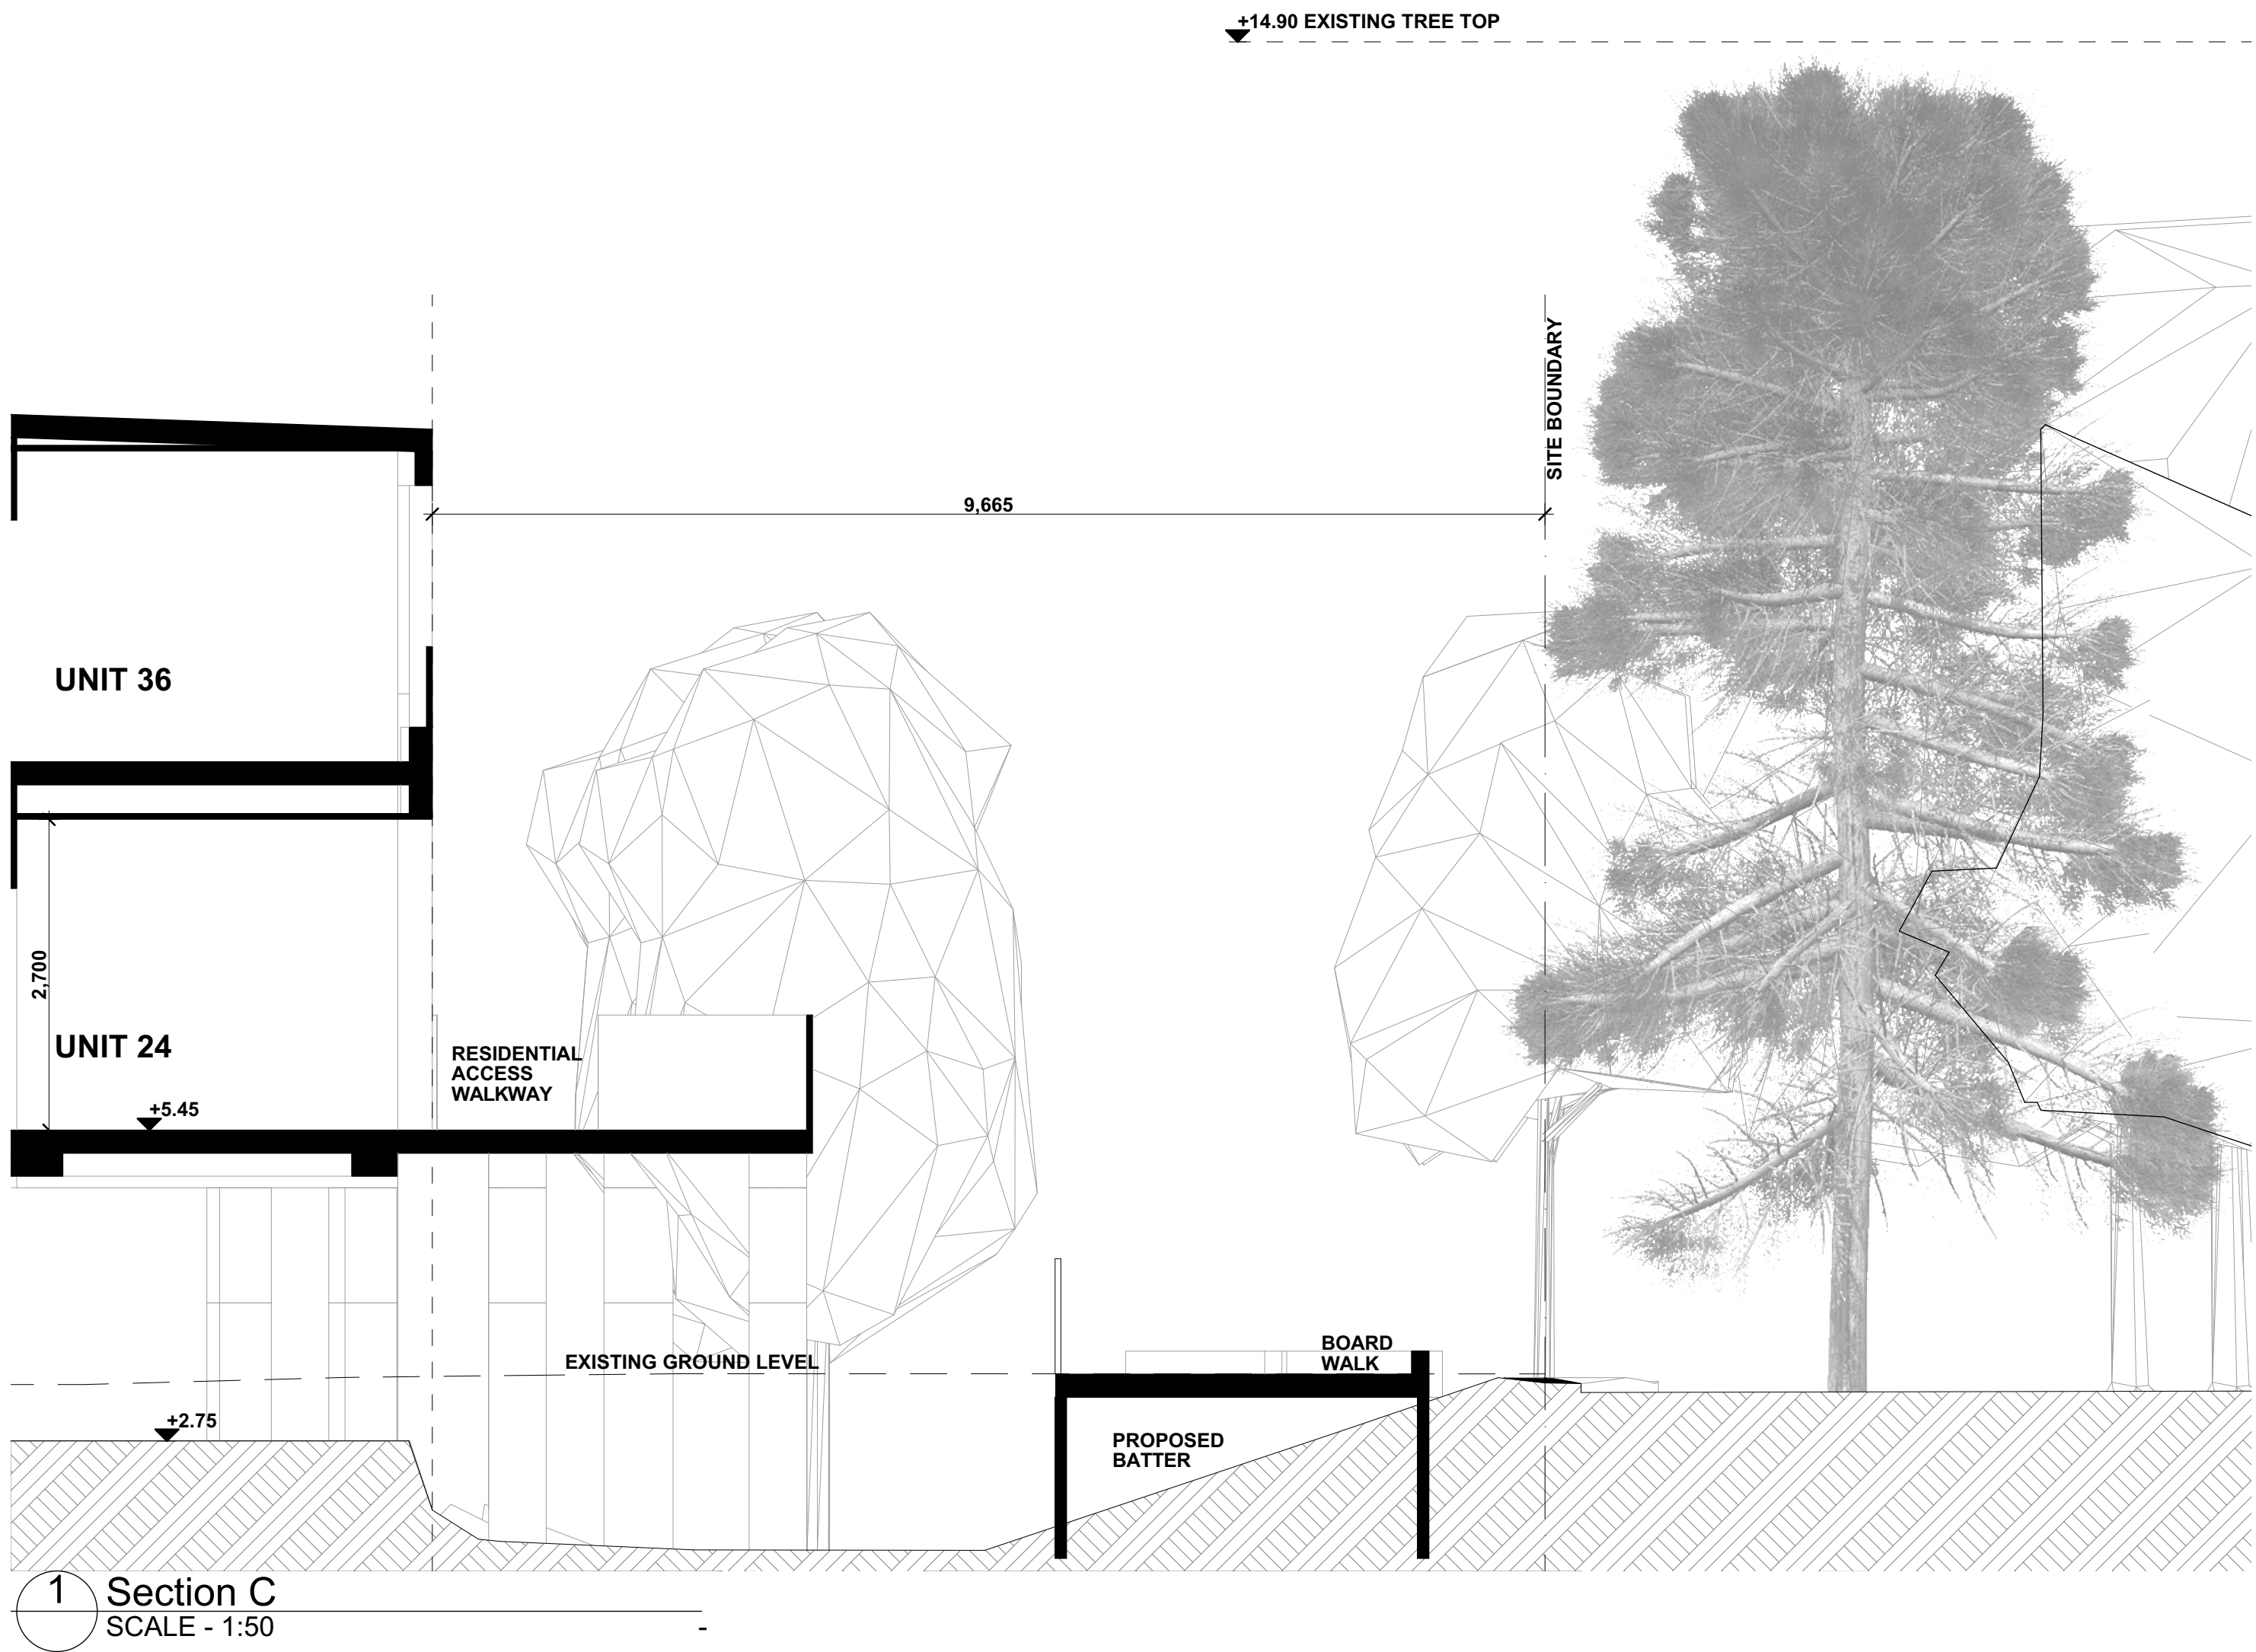 +14.90 EXISTING TREE TOP
SITE BOUNDARY
9,665
UNIT 36
2,700
UNIT 24
RESIDENTIAL
ACCESS
WALKWAY
+5.45
EXISTING GROUND LEVEL
BOARD
WALK
+2.75
PROPOSED
BATTER
1
Section C
SCALE - 1:50
-